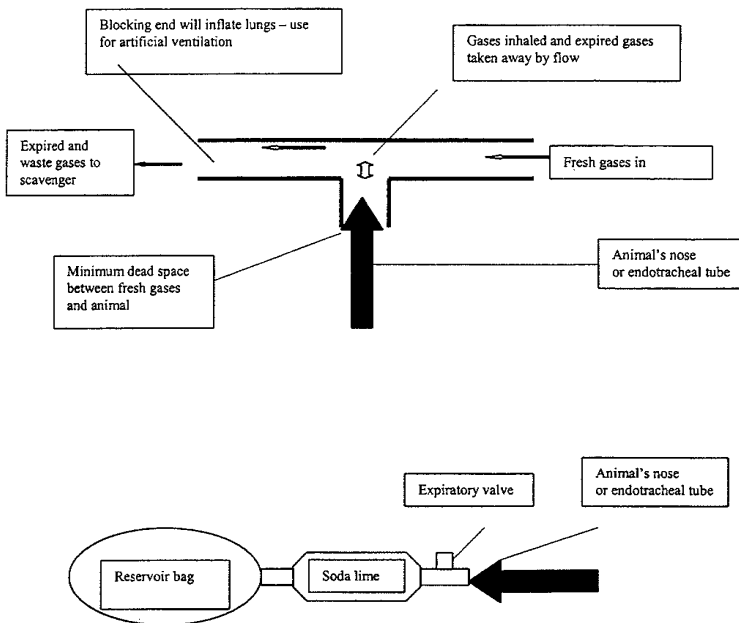 Blocking end will inflate lungs – use
for artificial ventilation
Gases inhaled and expired gases
taken away by flow
Expired and
waste gases to
scavenger
Fresh gases in
Minimum dead space
between fresh gases
and animal
Animal's nose
or endotracheal tube
Expiratory valve
Animal's nose
or endotracheal tube
Reservoir bag
Soda lime